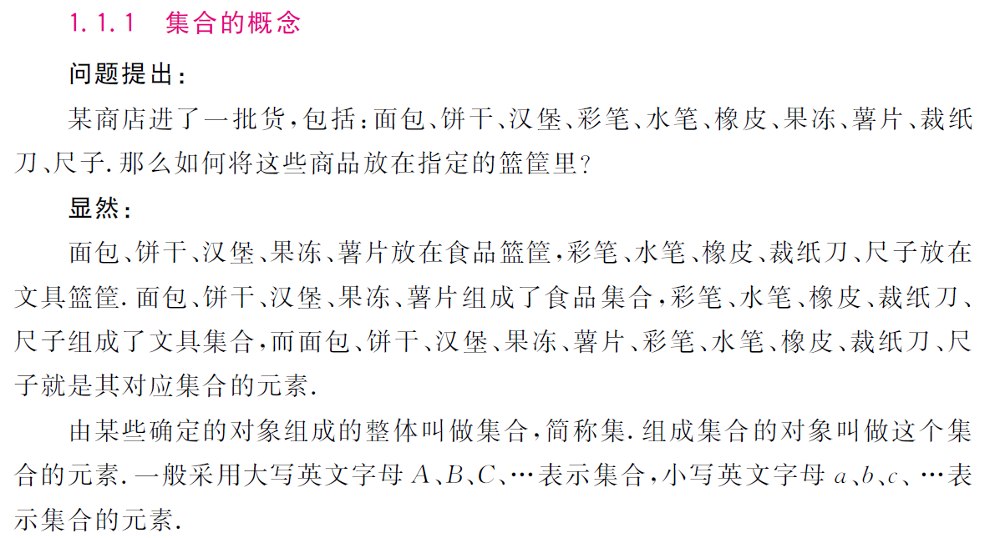 1.1.1 集合的概念
问题提出:
某商店进了一批货,包括:面包、饼干、汉堡、彩笔、水笔、橡皮、果冻、薯片、裁纸
刀、尺子.那么如何将这些商品放在指定的篮筐里?
显然:
面包、饼干、汉堡、果冻、薯片放在食品篮筐,彩笔、水笔、橡皮、裁纸刀、尺子放在
文具篮筐.面包、饼干、汉堡、果冻、薯片组成了食品集合,彩笔、水笔、橡皮、裁纸刀、
尺子组成了文具集合,而面包、饼干、汉堡、果冻、薯片、彩笔、水笔、橡皮、裁纸刀、尺
子就是其对应集合的元素.
由某些确定的对象组成的整体叫做集合,简称集.组成集合的对象叫做这个集
合的元素.一般采用大写英文字母 A、B、C、…表示集合,小写英文字母 a、b、c、…表
示集合的元素.